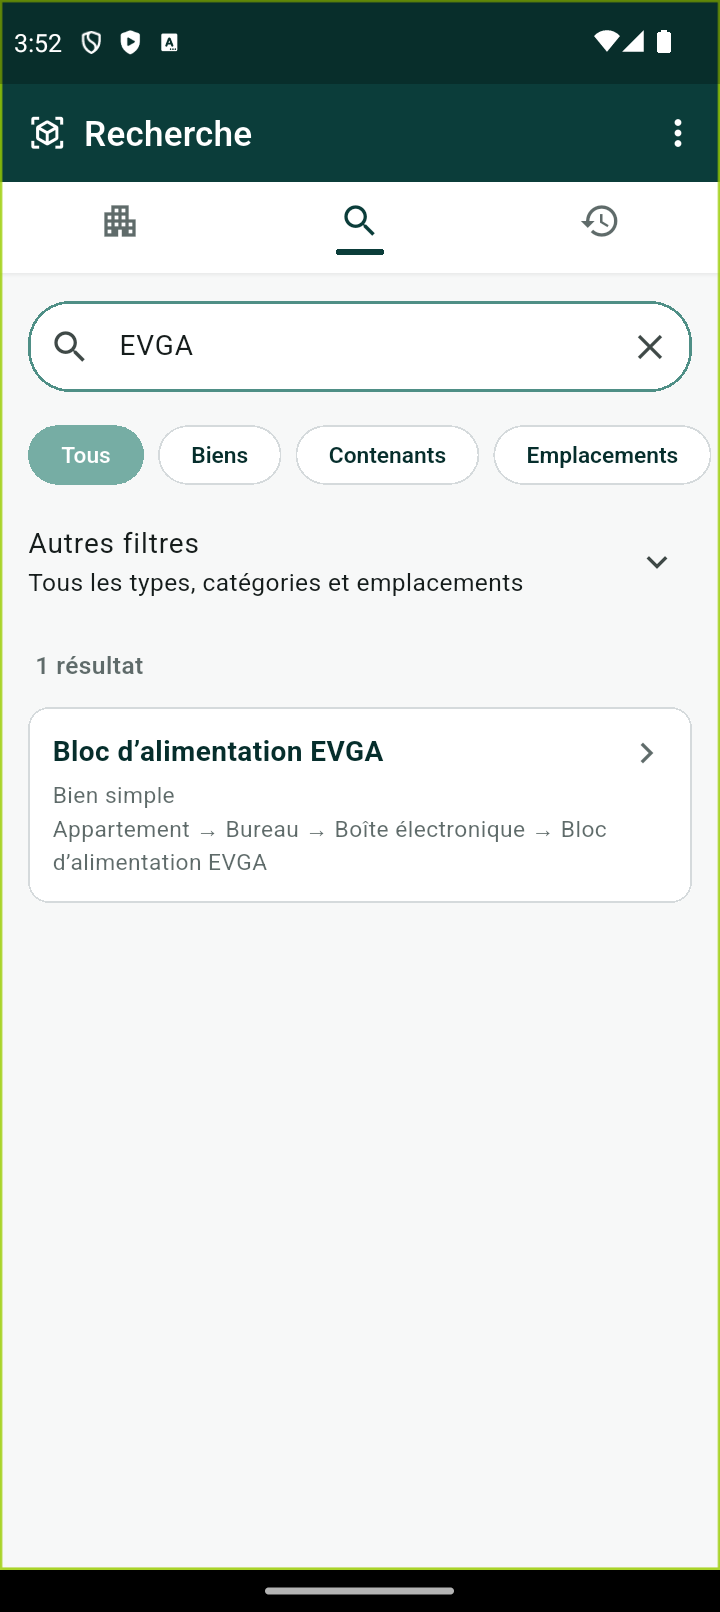 3:52
Recherche
EVGA
Tous
Biens
Contenants
Emplacements
Autres filtres
Tous les types, catégories et emplacements
1 résultat
Bloc d’alimentation EVGA
Bien simple
Appartement → Bureau → Boîte électronique → Bloc
d’alimentation EVGA